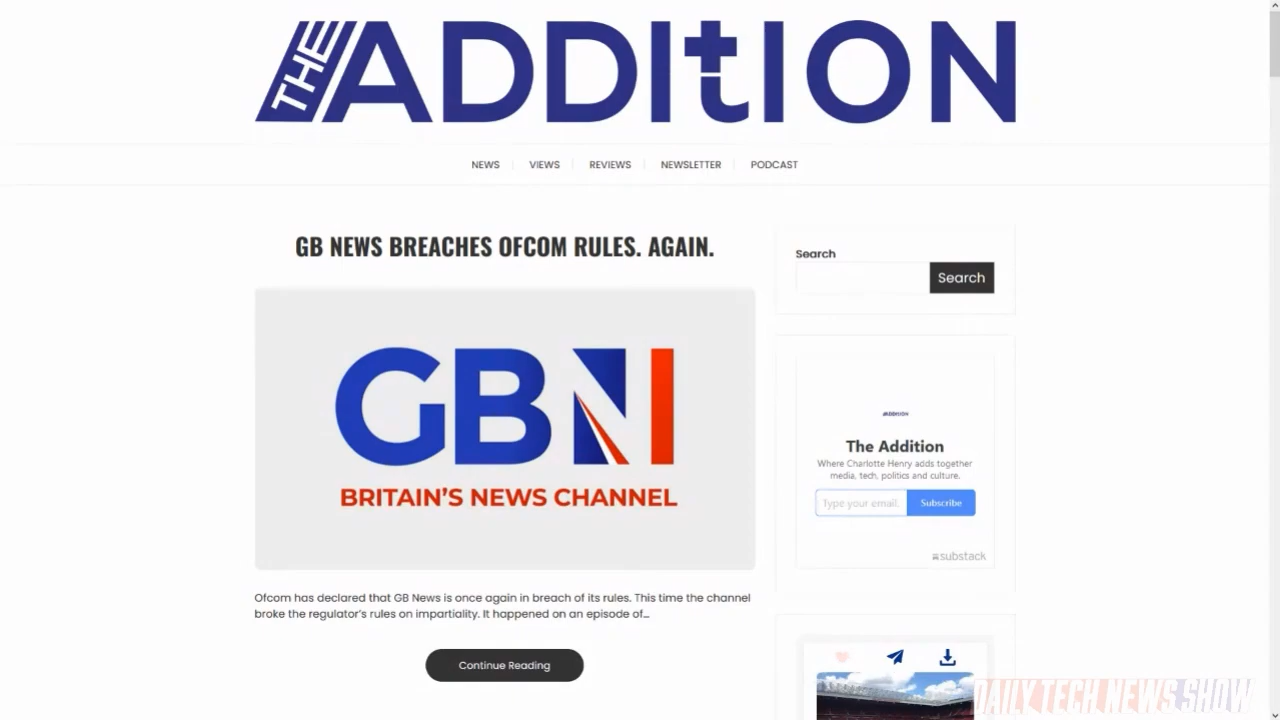 THE ADDItION
NEWS
VIEWS
REVIEWS
NEWSLETTER
PODCAST
GB NEWS BREACHES OFCOM RULES. AGAIN.
GBN
BRITAIN'S NEWS CHANNEL
Ofcom has declared that GB News is once again in breach of its rules. This time the channel
broke the regulator's rules on impartiality. It happened on an episode of...
Continue Reading
Search
Search
THE ADDItION
The Addition
Where Charlotte Henry adds together
media, tech, politics and culture.
Type your email.
Subscribe
substack
DAILY TECH NEWS SHOW